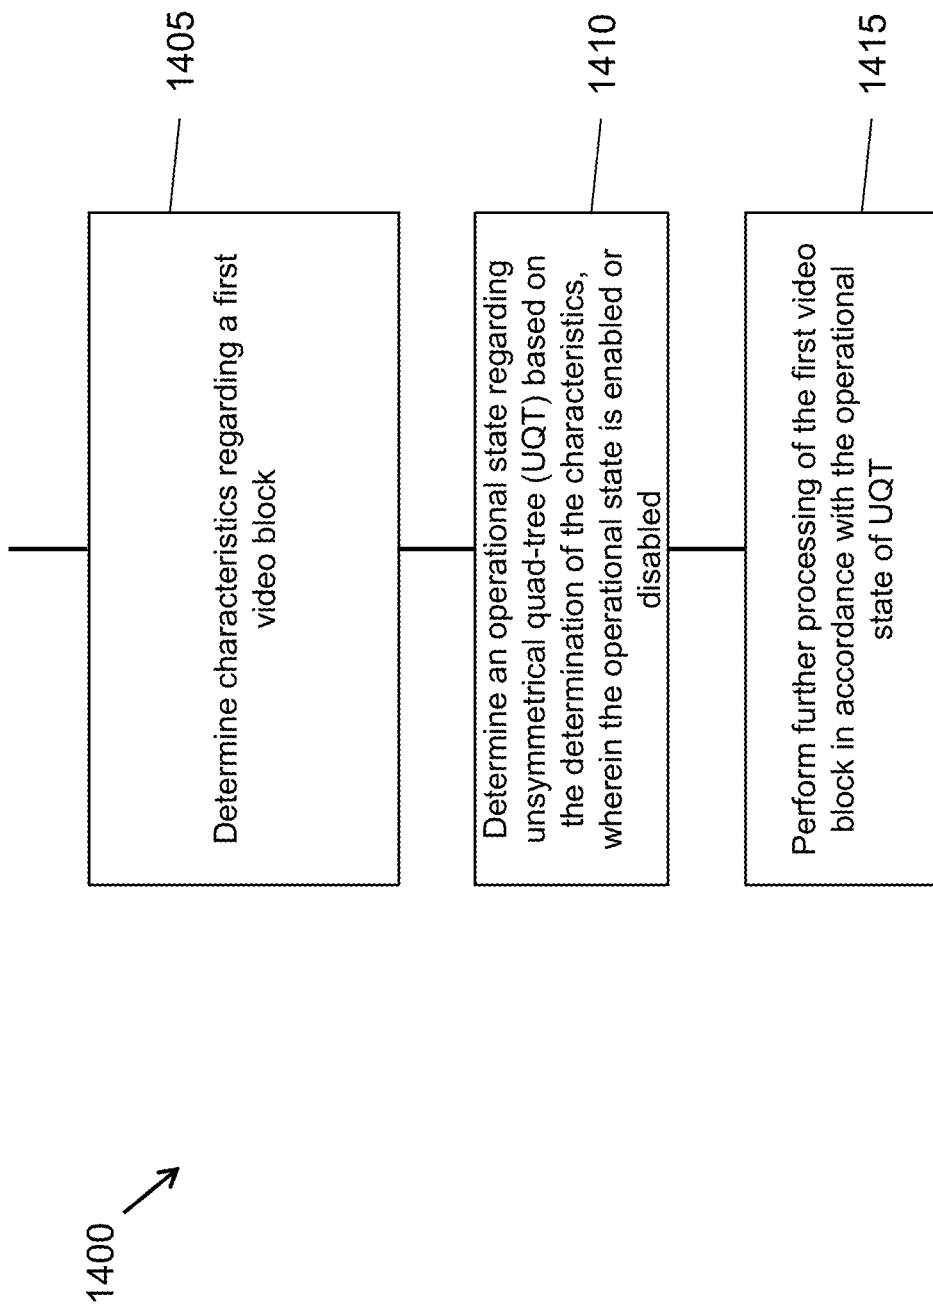 1400
Determine characteristics regarding a first
video block
1405
Determine an operational state regarding
unsymmetrical quad-tree (UQT) based on
the determination of the characteristics,
wherein the operational state is enabled or
disabled
1410
Perform further processing of the first video
block in accordance with the operational
state of UQT
1415